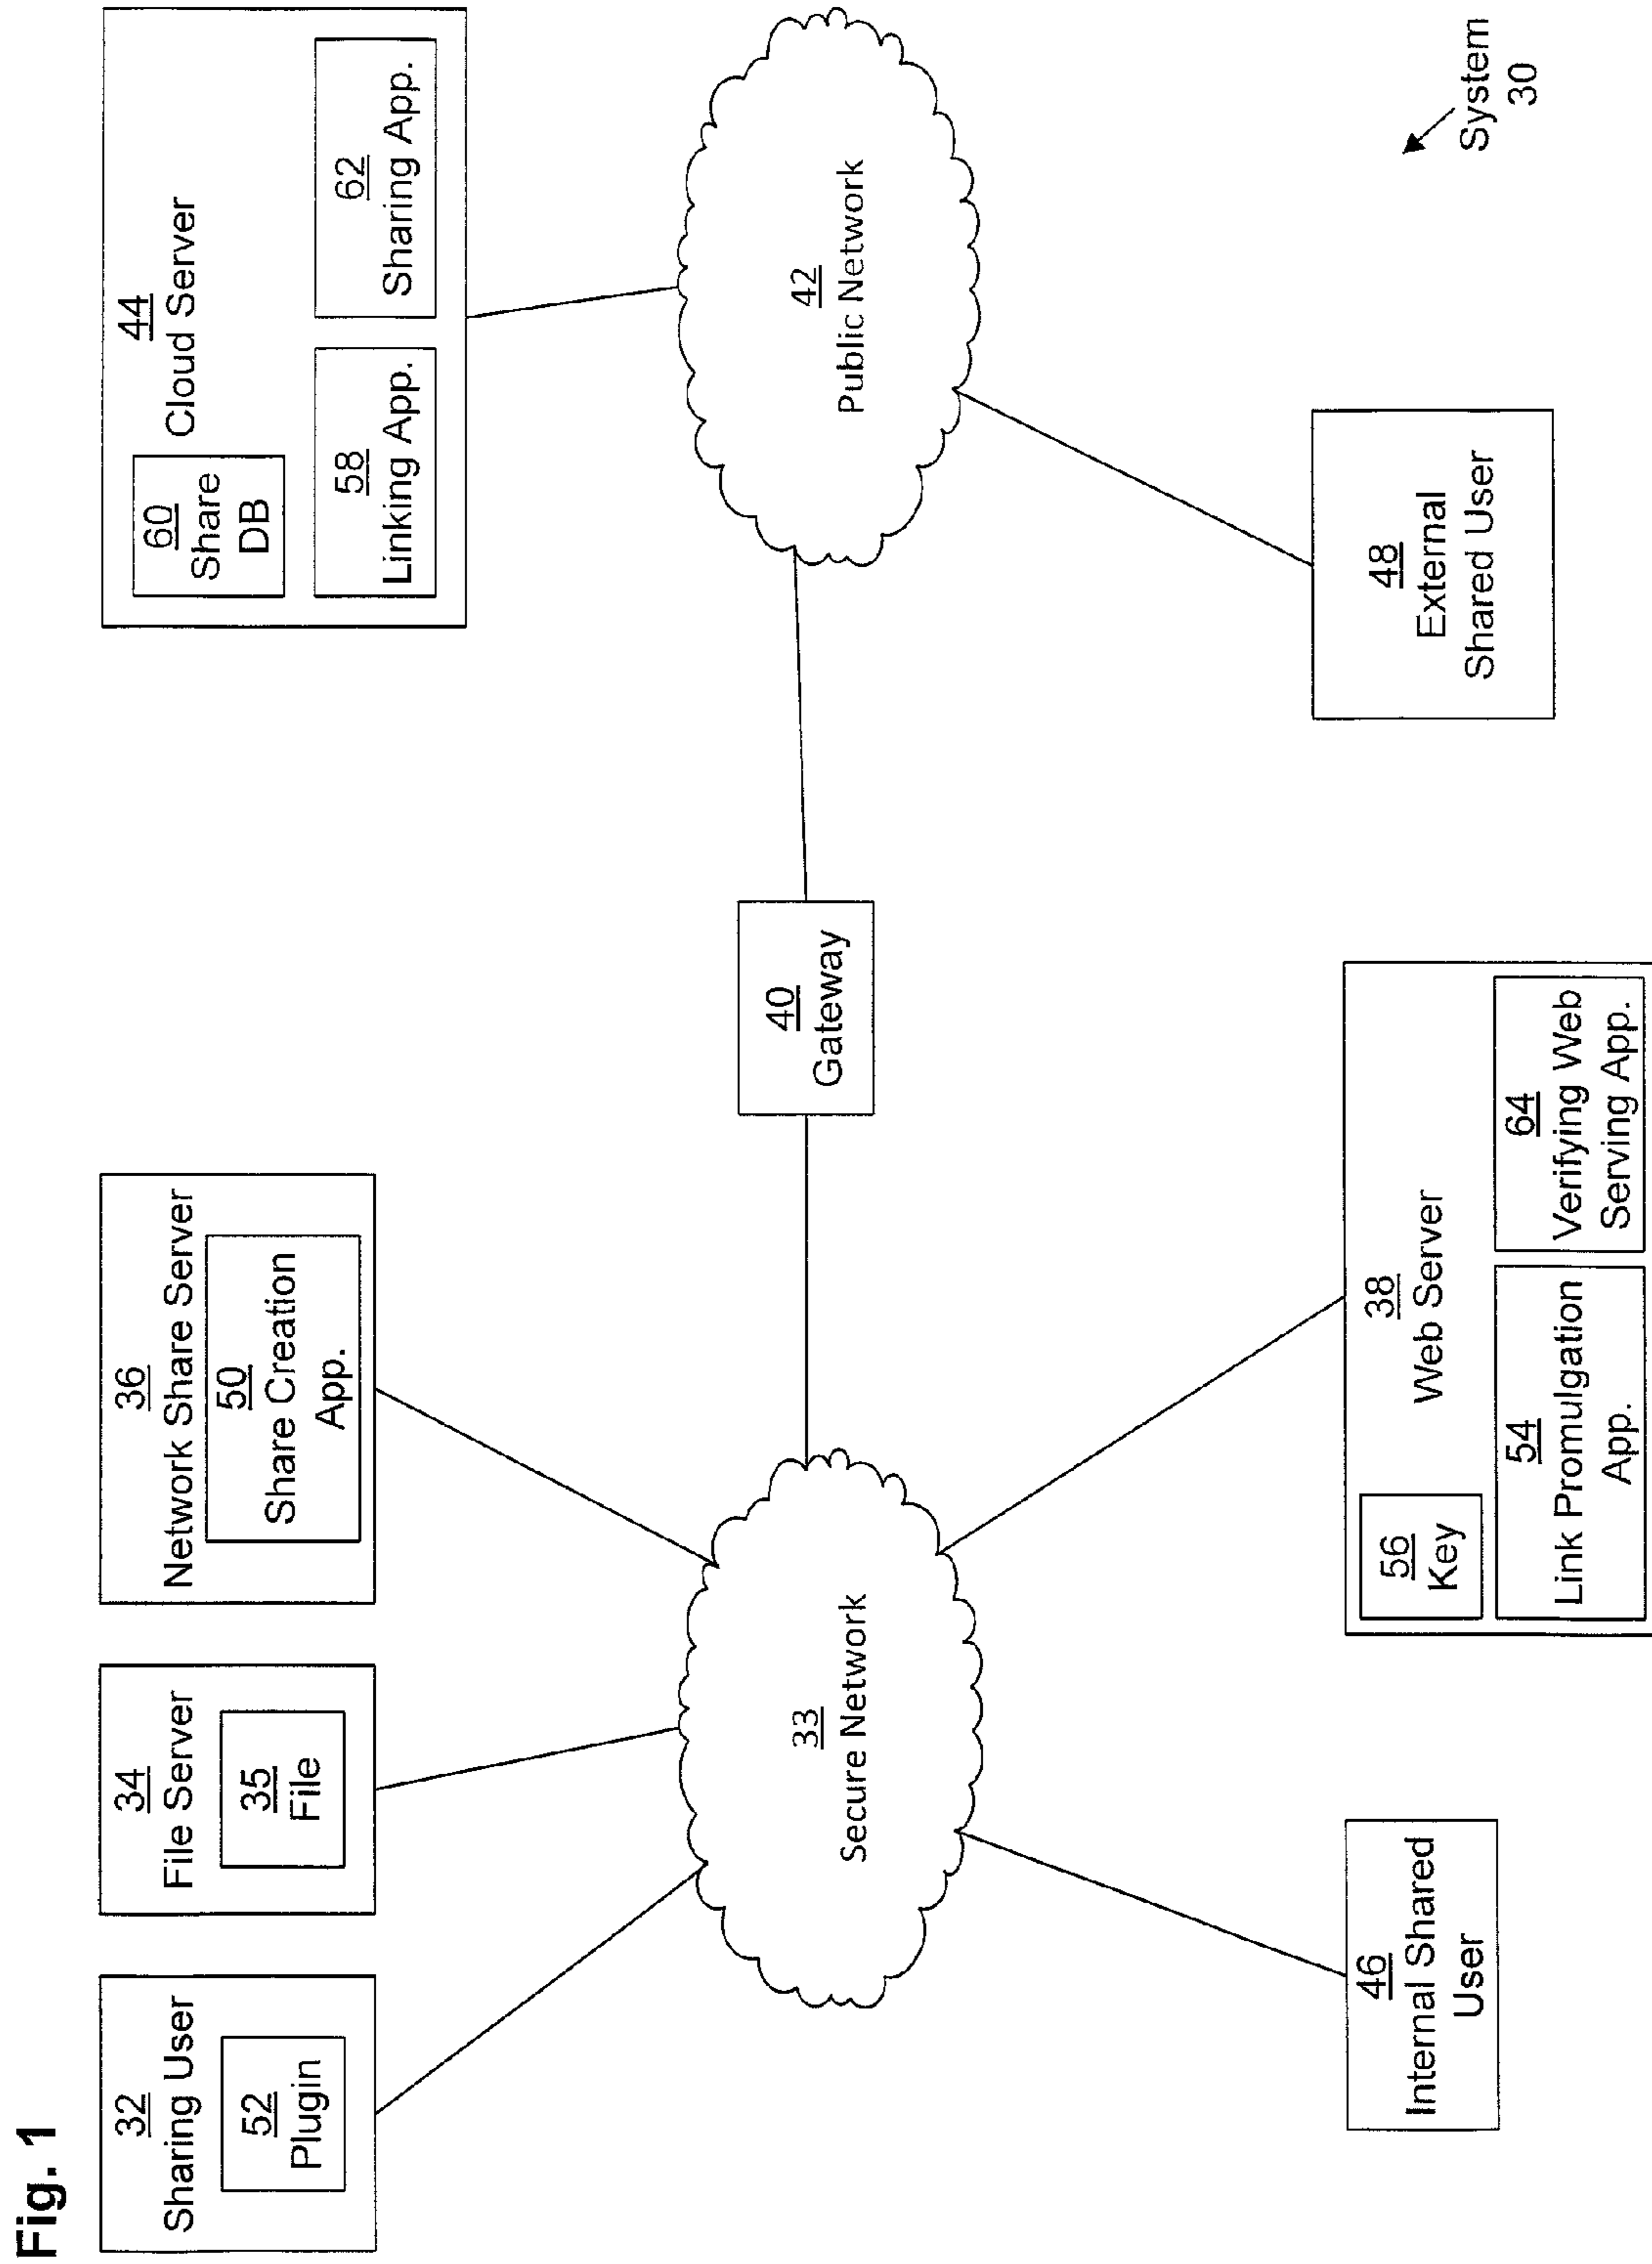 Fig. 1
32
Sharing User
52
Plugin
34
File Server
35
File
36
Network Share Server
50
Share Creation
App.
44
Cloud Server
60
Share
DB
58
Linking App.
62
Sharing App.
33
Secure Network
40
Gateway
42
Public Network
46
Internal Shared
User
38
Web Server
56
Key
54
Link Promulgation
App.
64
Verifying Web
Serving App.
48
External
Shared User
System
30